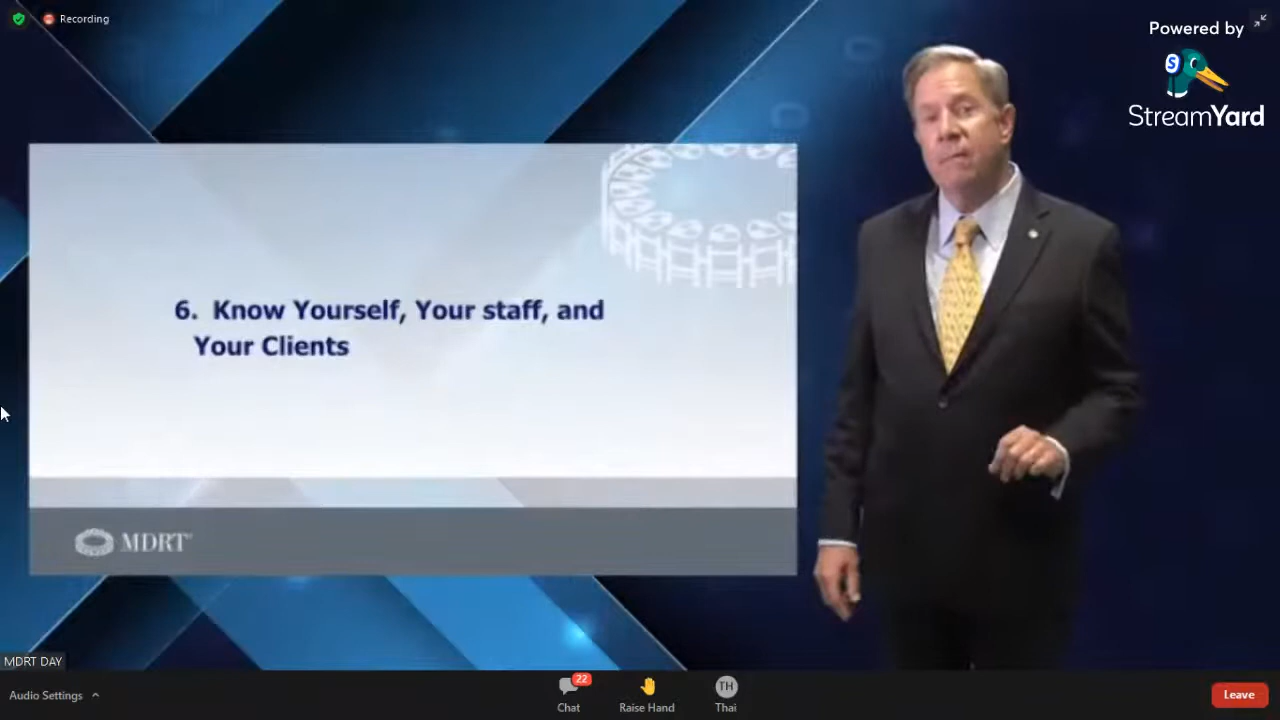 Recording
Powered by
StreamYard
6. Know Yourself, Your staff, and
Your Clients
MDRT
MDRT DAY
Audio Settings
22
Chat
Raise Hand
TH
Thai
Leave